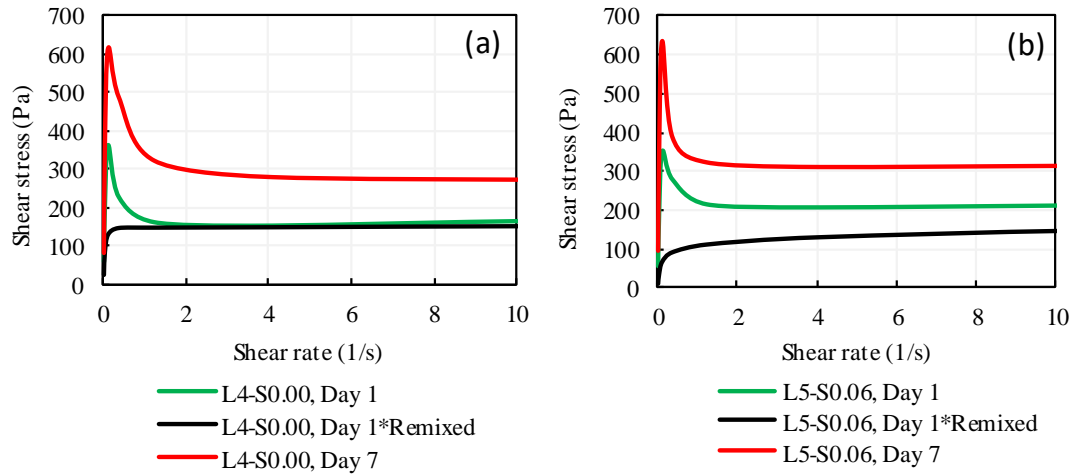 (a)
Shear stress (Pa)
700
600
500
400
300
200
100
0
0 2 4 6 8 10
Shear rate (1/s)
L4-S0.00, Day 1
L4-S0.00, Day 1*Remixed
L4-S0.00, Day 7
(b)
Shear stress (Pa)
700
600
500
400
300
200
100
0
0 2 4 6 8 10
Shear rate (1/s)
L5-S0.06, Day 1
L5-S0.06, Day 1*Remixed
L5-S0.06, Day 7